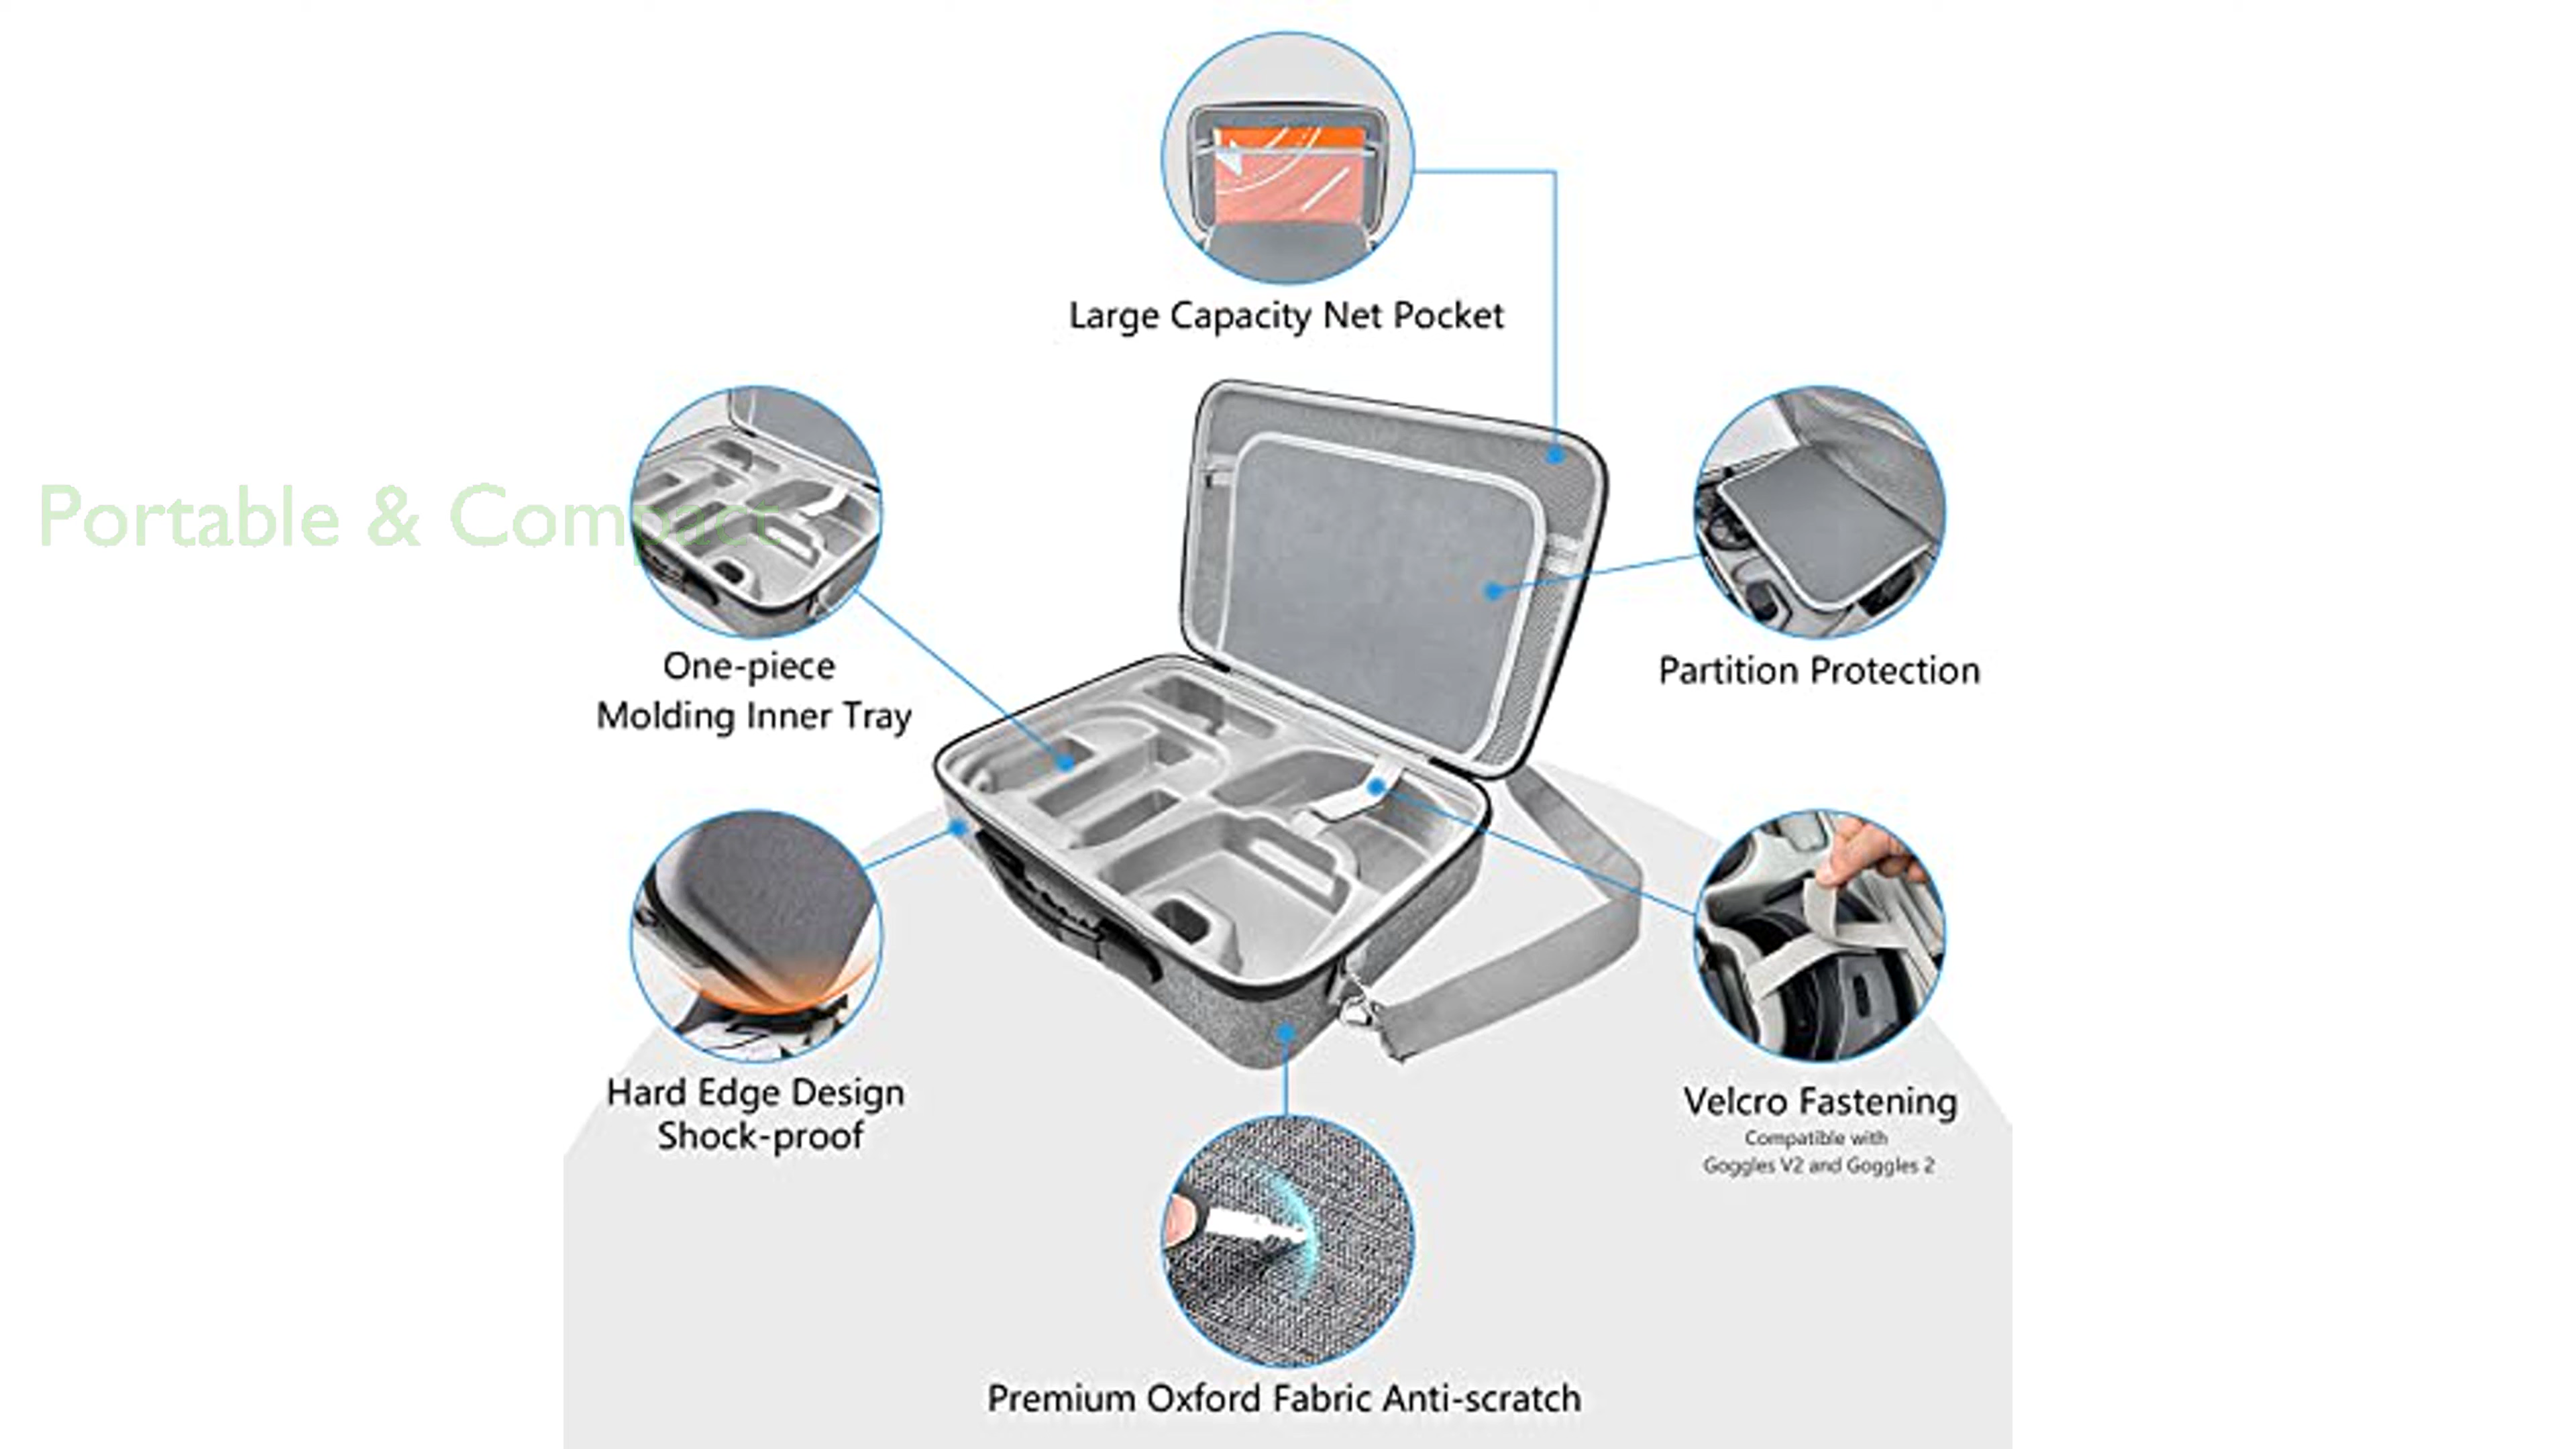 Large Capacity Net Pocket
Portable & Compact
One-piece
Molding Inner Tray
Partition Protection
Hard Edge Design
Shock-proof
Velcro Fastening
Compatible with
Goggles V2 and Goggles 2
Premium Oxford Fabric Anti-scratch